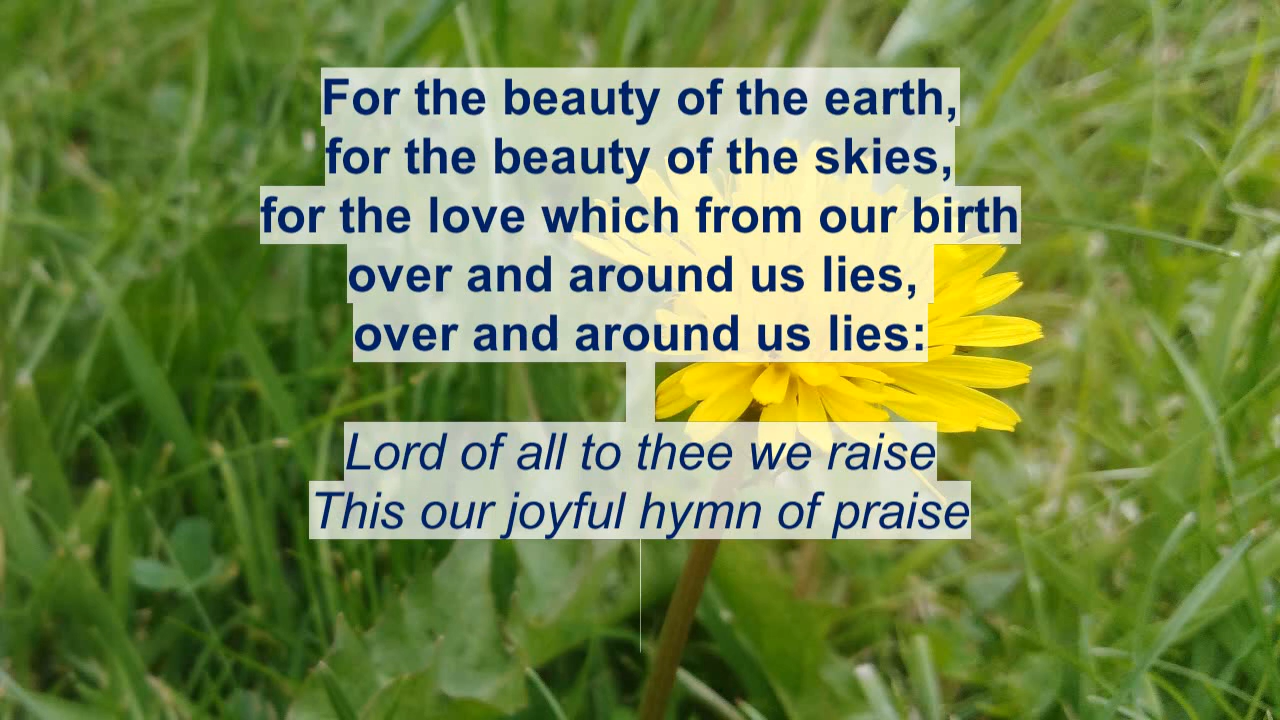 For the beauty of the earth,
for the beauty of the skies,
for the love which from our birth
over and around us lies,
over and around us lies:
Lord of all to thee we raise
This our joyful hymn of praise